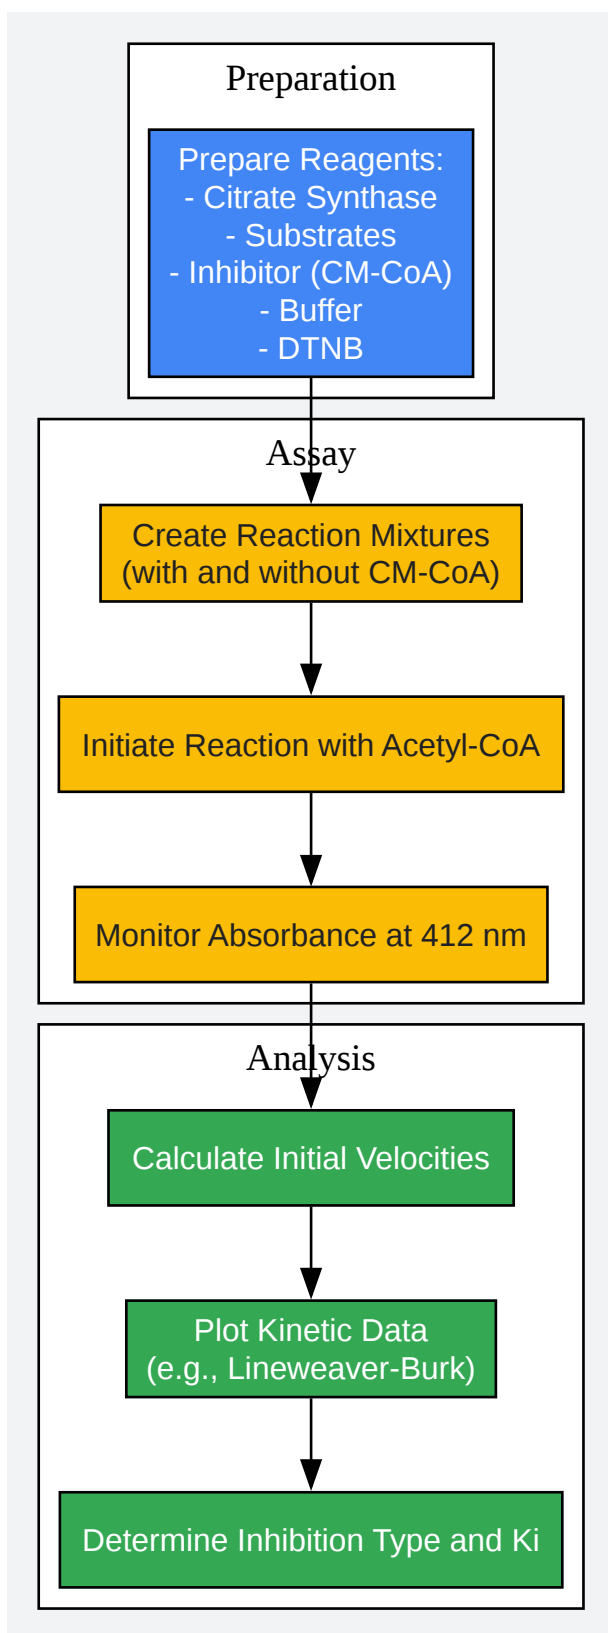 Preparation
Prepare Reagents:
- Citrate Synthase
- Substrates
- Inhibitor (CM-CoA)
- Buffer
- DTNB
Assay
Create Reaction Mixtures
(with and without CM-CoA)
Initiate Reaction with Acetyl-CoA
Monitor Absorbance at 412 nm
Analysis
Calculate Initial Velocities
Plot Kinetic Data
(e.g., Lineweaver-Burk)
Determine Inhibition Type and Ki